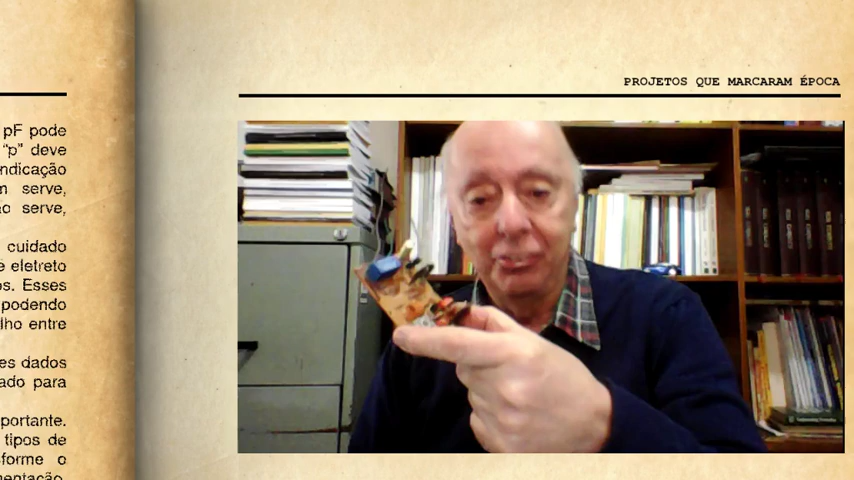 PROJETOS QUE MARCARAM ÉPOCA
pF pode
"p" deve
ndicação
serve,
serve,
cuidado
eletreto
os. Esses
podendo
lho entre
es dados
ado para
portante.
tipos de
forme o
mentação,